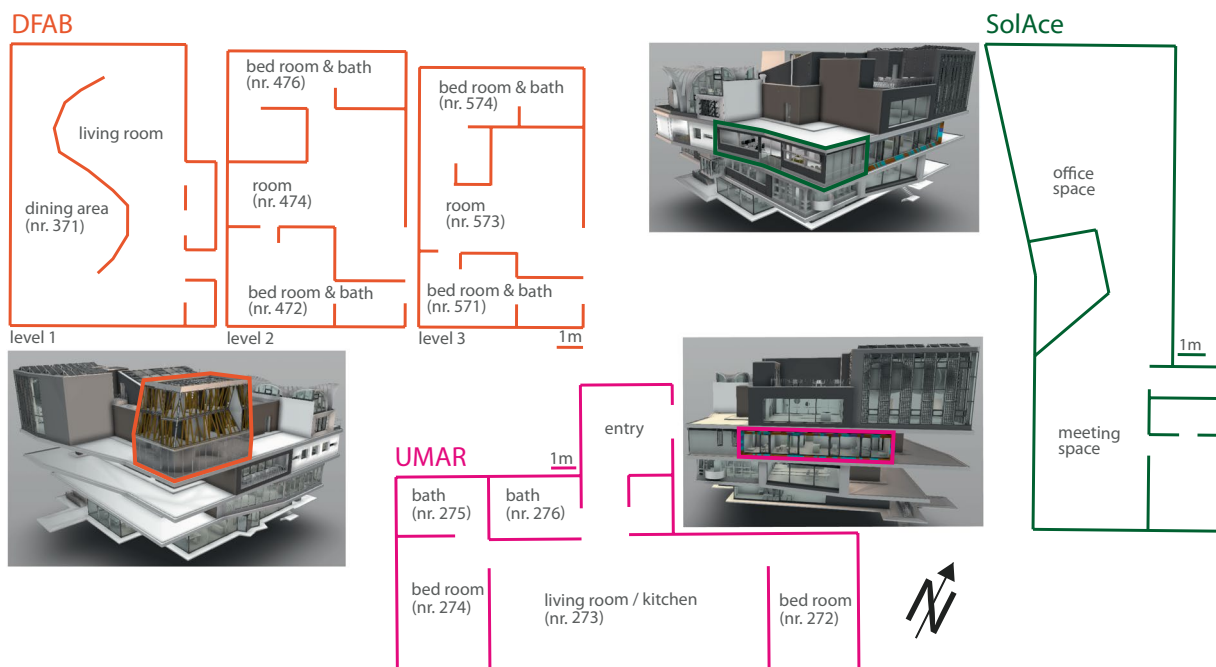 DFAB
living room
dining area
(nr. 371)
level 1
bed room & bath
(nr. 476)
room
(nr. 474)
bed room & bath
(nr. 472)
level 2
bed room & bath
(nr. 574)
room
(nr. 573)
bed room & bath
(nr. 571)
level 3
1m
SolAce
office
space
1m
meeting
space
UMAR
1m
entry
bath
(nr. 275)
bath
(nr. 276)
bed room
(nr. 274)
living room / kitchen
(nr. 273)
bed room
(nr. 272)
N